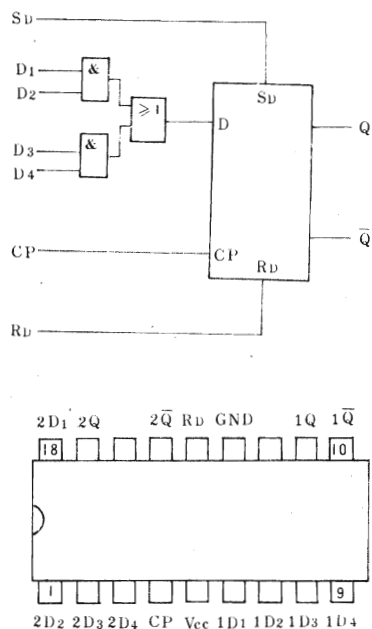 SD
SD
D1
D2
&
≥1
D
Q
D3
D4
&
CP
CP
Q̅
RD
RD
2D1 2Q 2Q̅ RD GND 1Q 1Q̅
18 10
1 9
2D2 2D3 2D4 CP Vcc 1D1 1D2 1D3 1D4